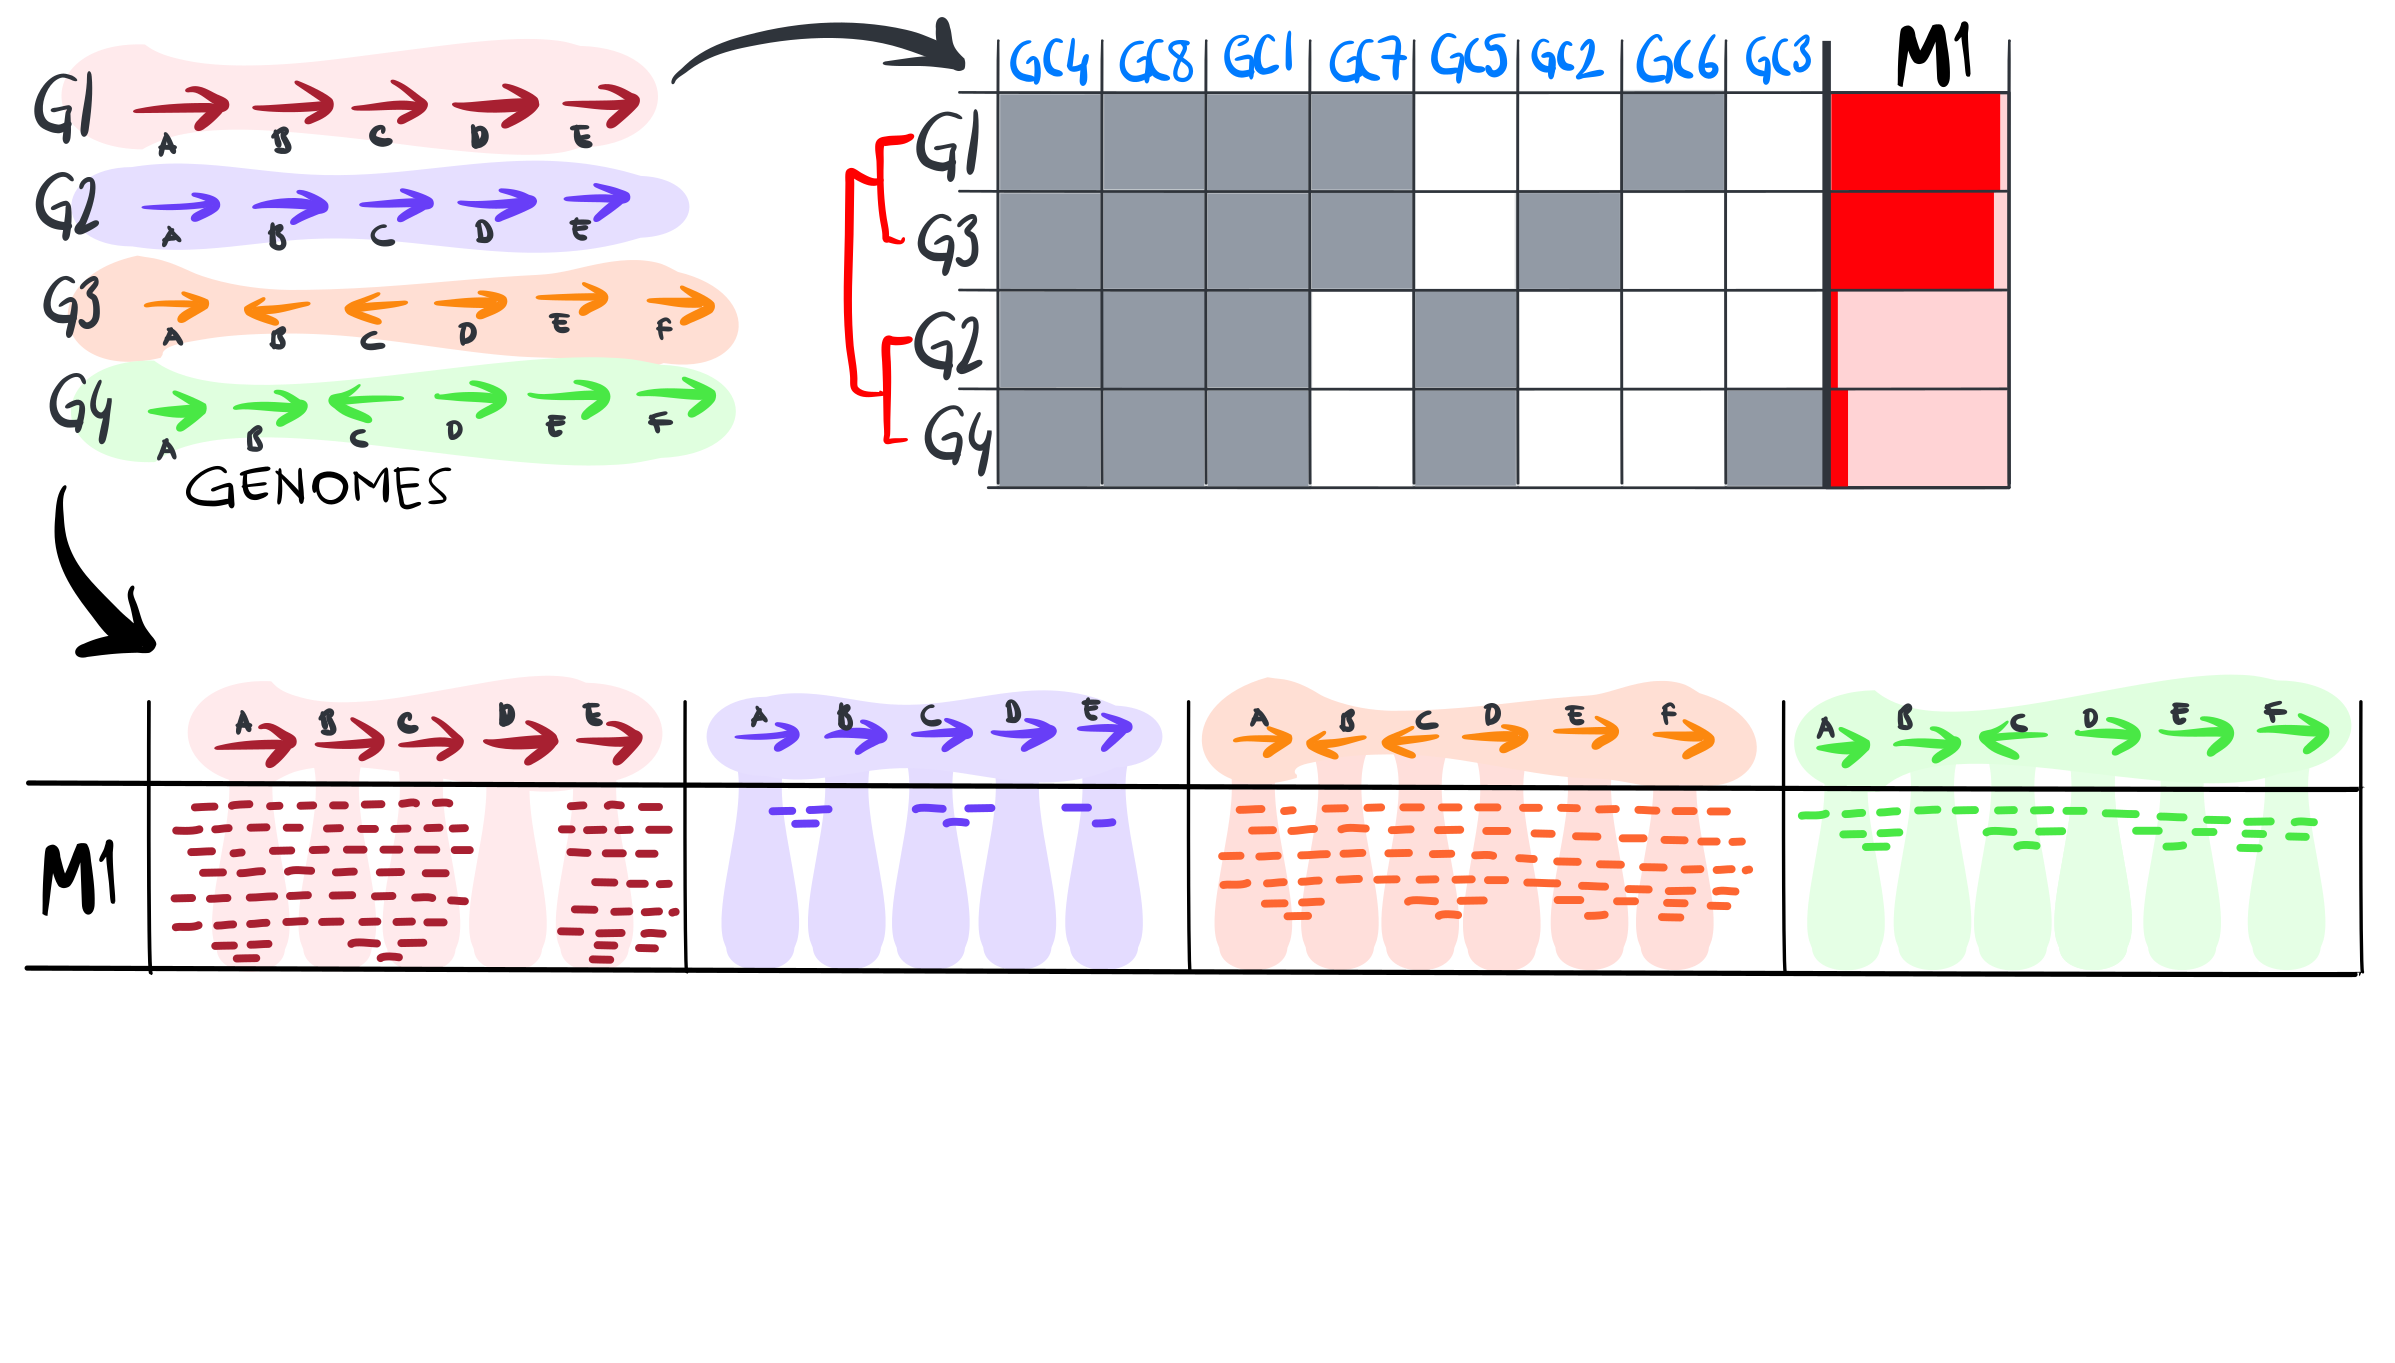 G1
A B C D E
G2
A B C D E
G3
A B C D E F
G4
A B C D E F
GENOMES
GC4 GC8 GC1 GC7 GC5 GC2 GC6 GC3 M1
G1
G3
G2
G4
A B C D E A B C D E A B C D E F A B C D E F
M1